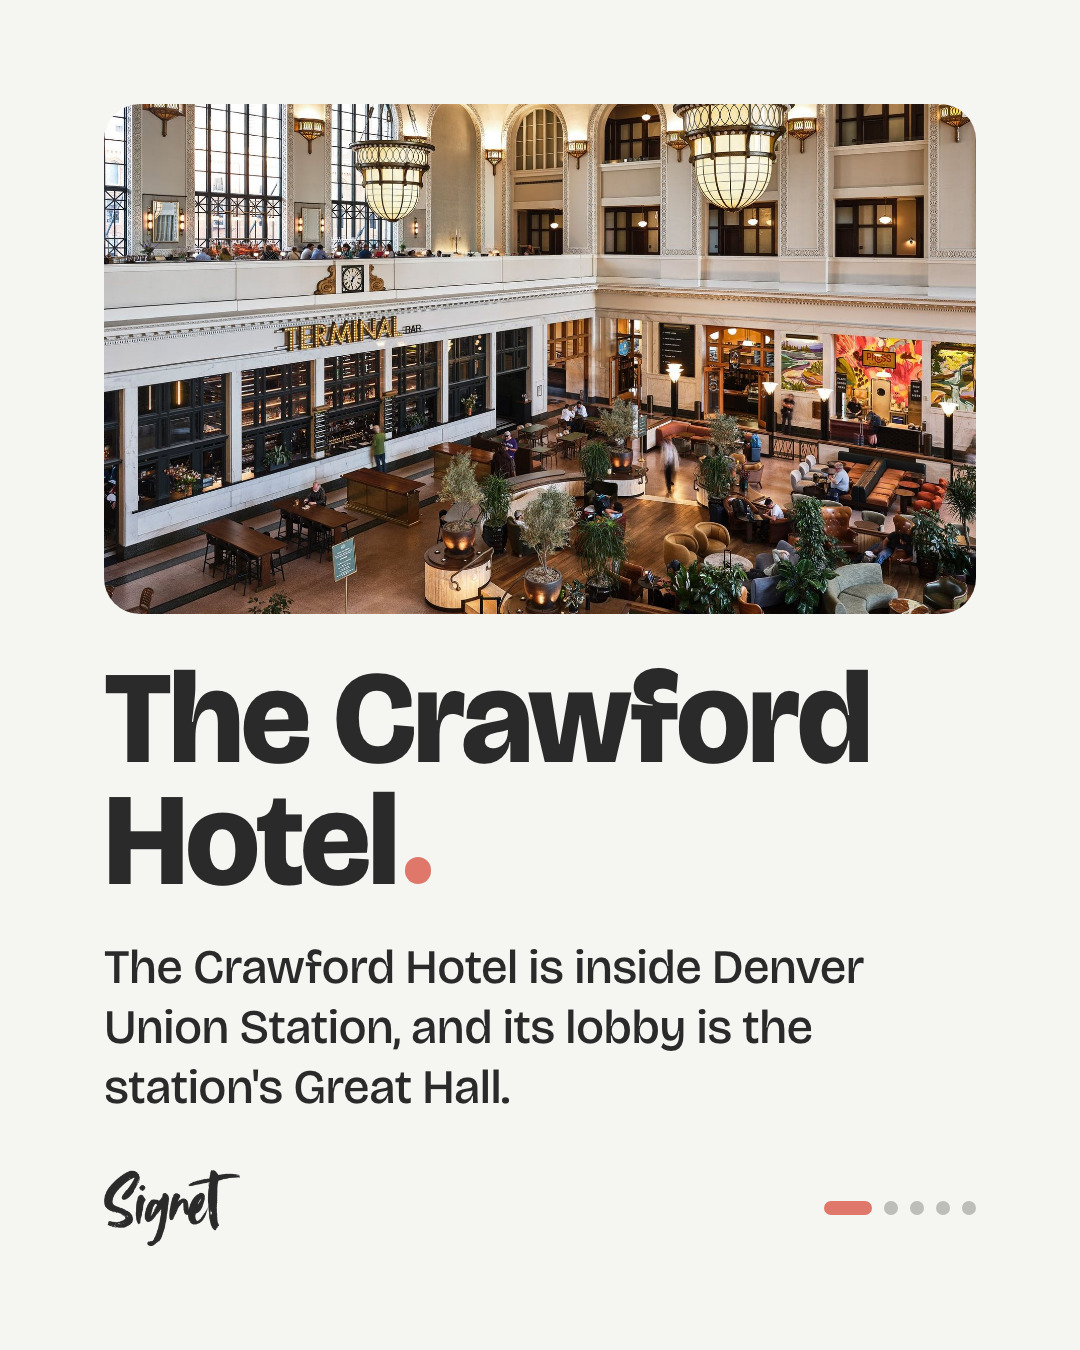 TERMINAL BAR
PRESS
The Crawford
Hotel.
The Crawford Hotel is inside Denver
Union Station, and its lobby is the
station's Great Hall.
Signet